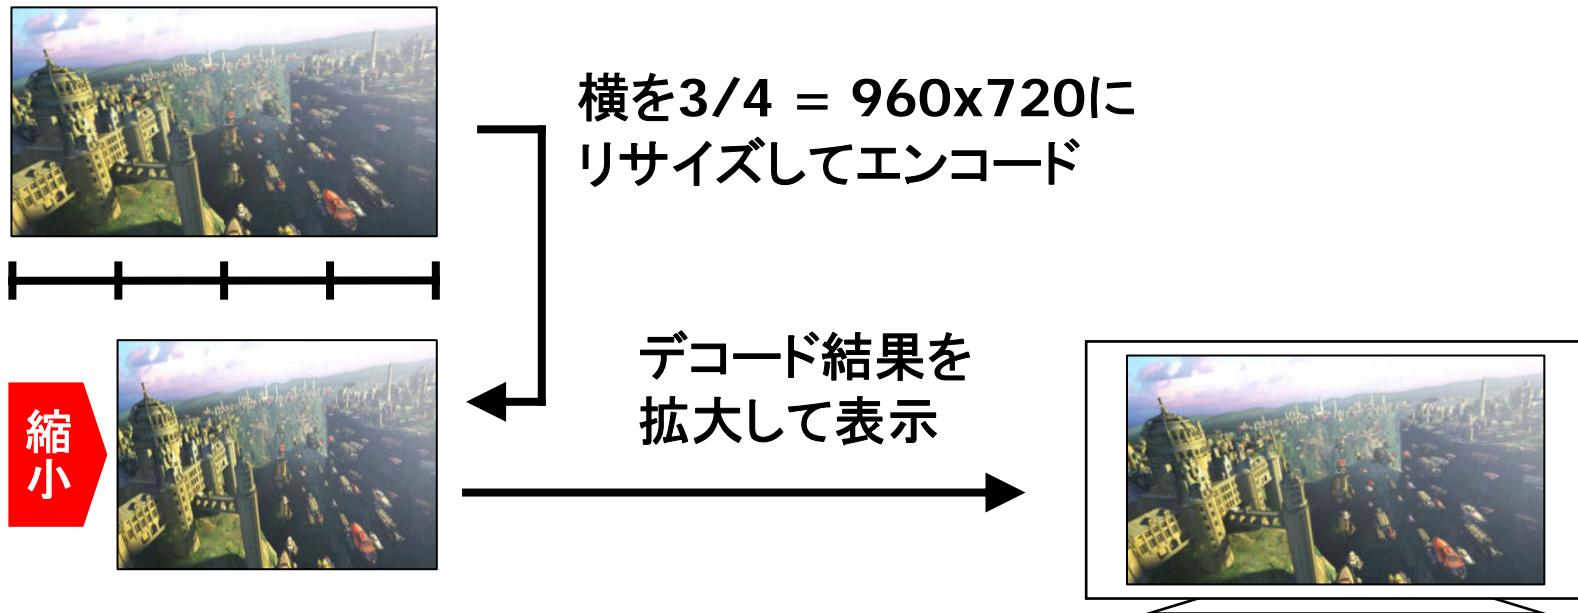 横を3/4 = 960x720に
リサイズしてエンコード
デコード結果を
拡大して表示
縮小